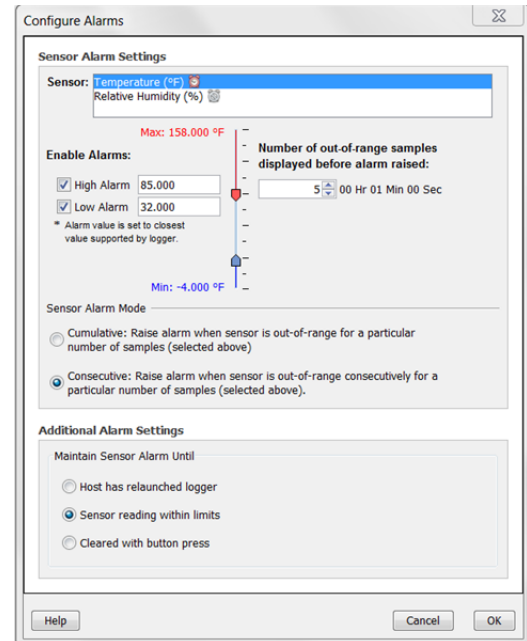 Configure Alarms
Sensor Alarm Settings
Sensor: Temperature (°F)
Relative Humidity (%)
Max: 158.000 °F
Enable Alarms:
High Alarm 85.000
Low Alarm 32.000
* Alarm value is set to closest
value supported by logger.
Min: -4.000 °F
Number of out-of-range samples
displayed before alarm raised:
5 00 Hr 01 Min 00 Sec
Sensor Alarm Mode
Cumulative: Raise alarm when sensor is out-of-range for a particular
number of samples (selected above)
Consecutive: Raise alarm when sensor is out-of-range consecutively for a
particular number of samples (selected above).
Additional Alarm Settings
Maintain Sensor Alarm Until
Host has relaunched logger
Sensor reading within limits
Cleared with button press
Help
Cancel
OK